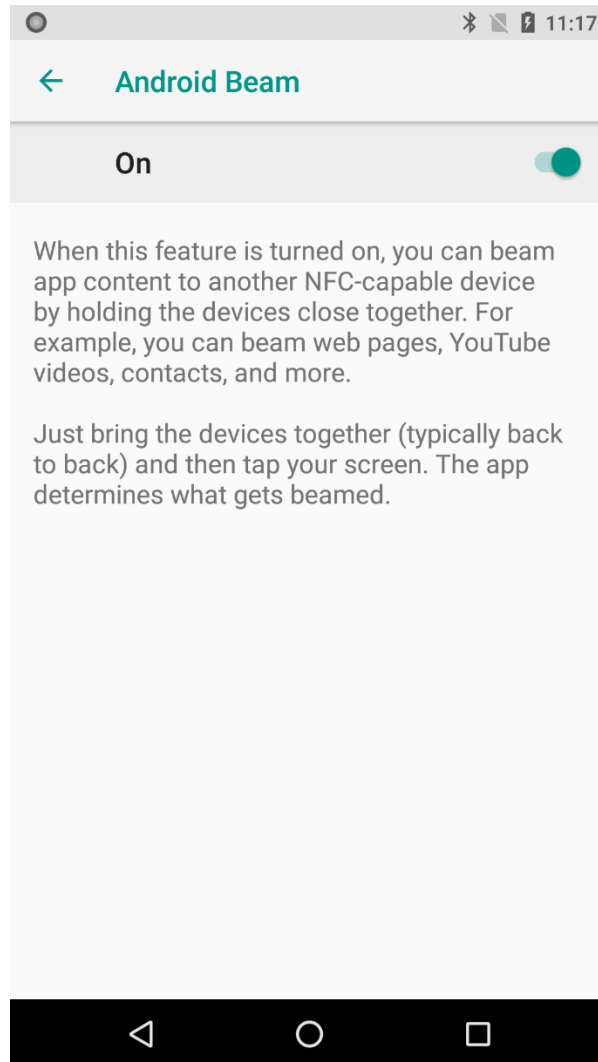 11:17
Android Beam
On
When this feature is turned on, you can beam
app content to another NFC-capable device
by holding the devices close together. For
example, you can beam web pages, YouTube
videos, contacts, and more.
Just bring the devices together (typically back
to back) and then tap your screen. The app
determines what gets beamed.